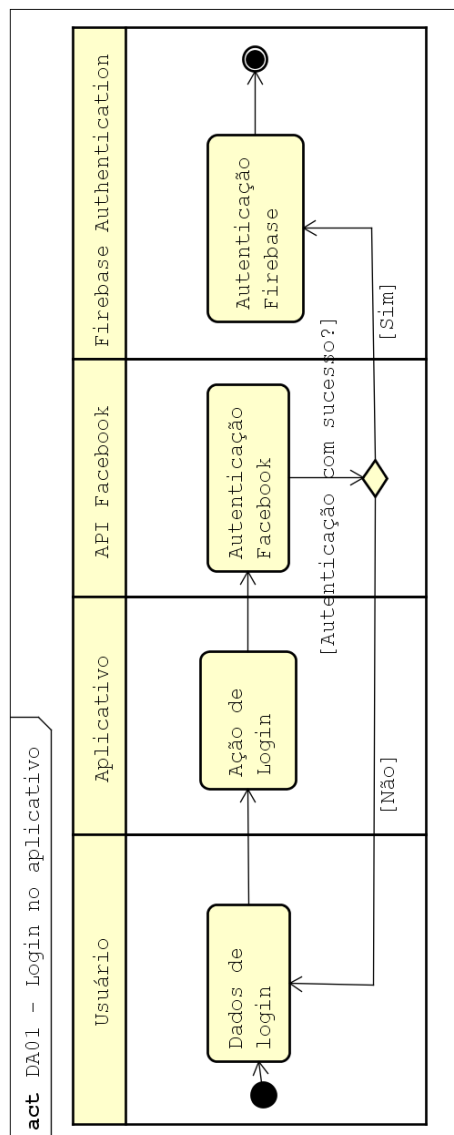 act DA01 - Login no aplicativo
Usuário
Aplicativo
API Facebook
Firebase Authentication
Dados de
login
Ação de
Login
Autenticação
Facebook
Autenticação
Firebase
[Autenticação com sucesso?]
[Não]
[Sim]